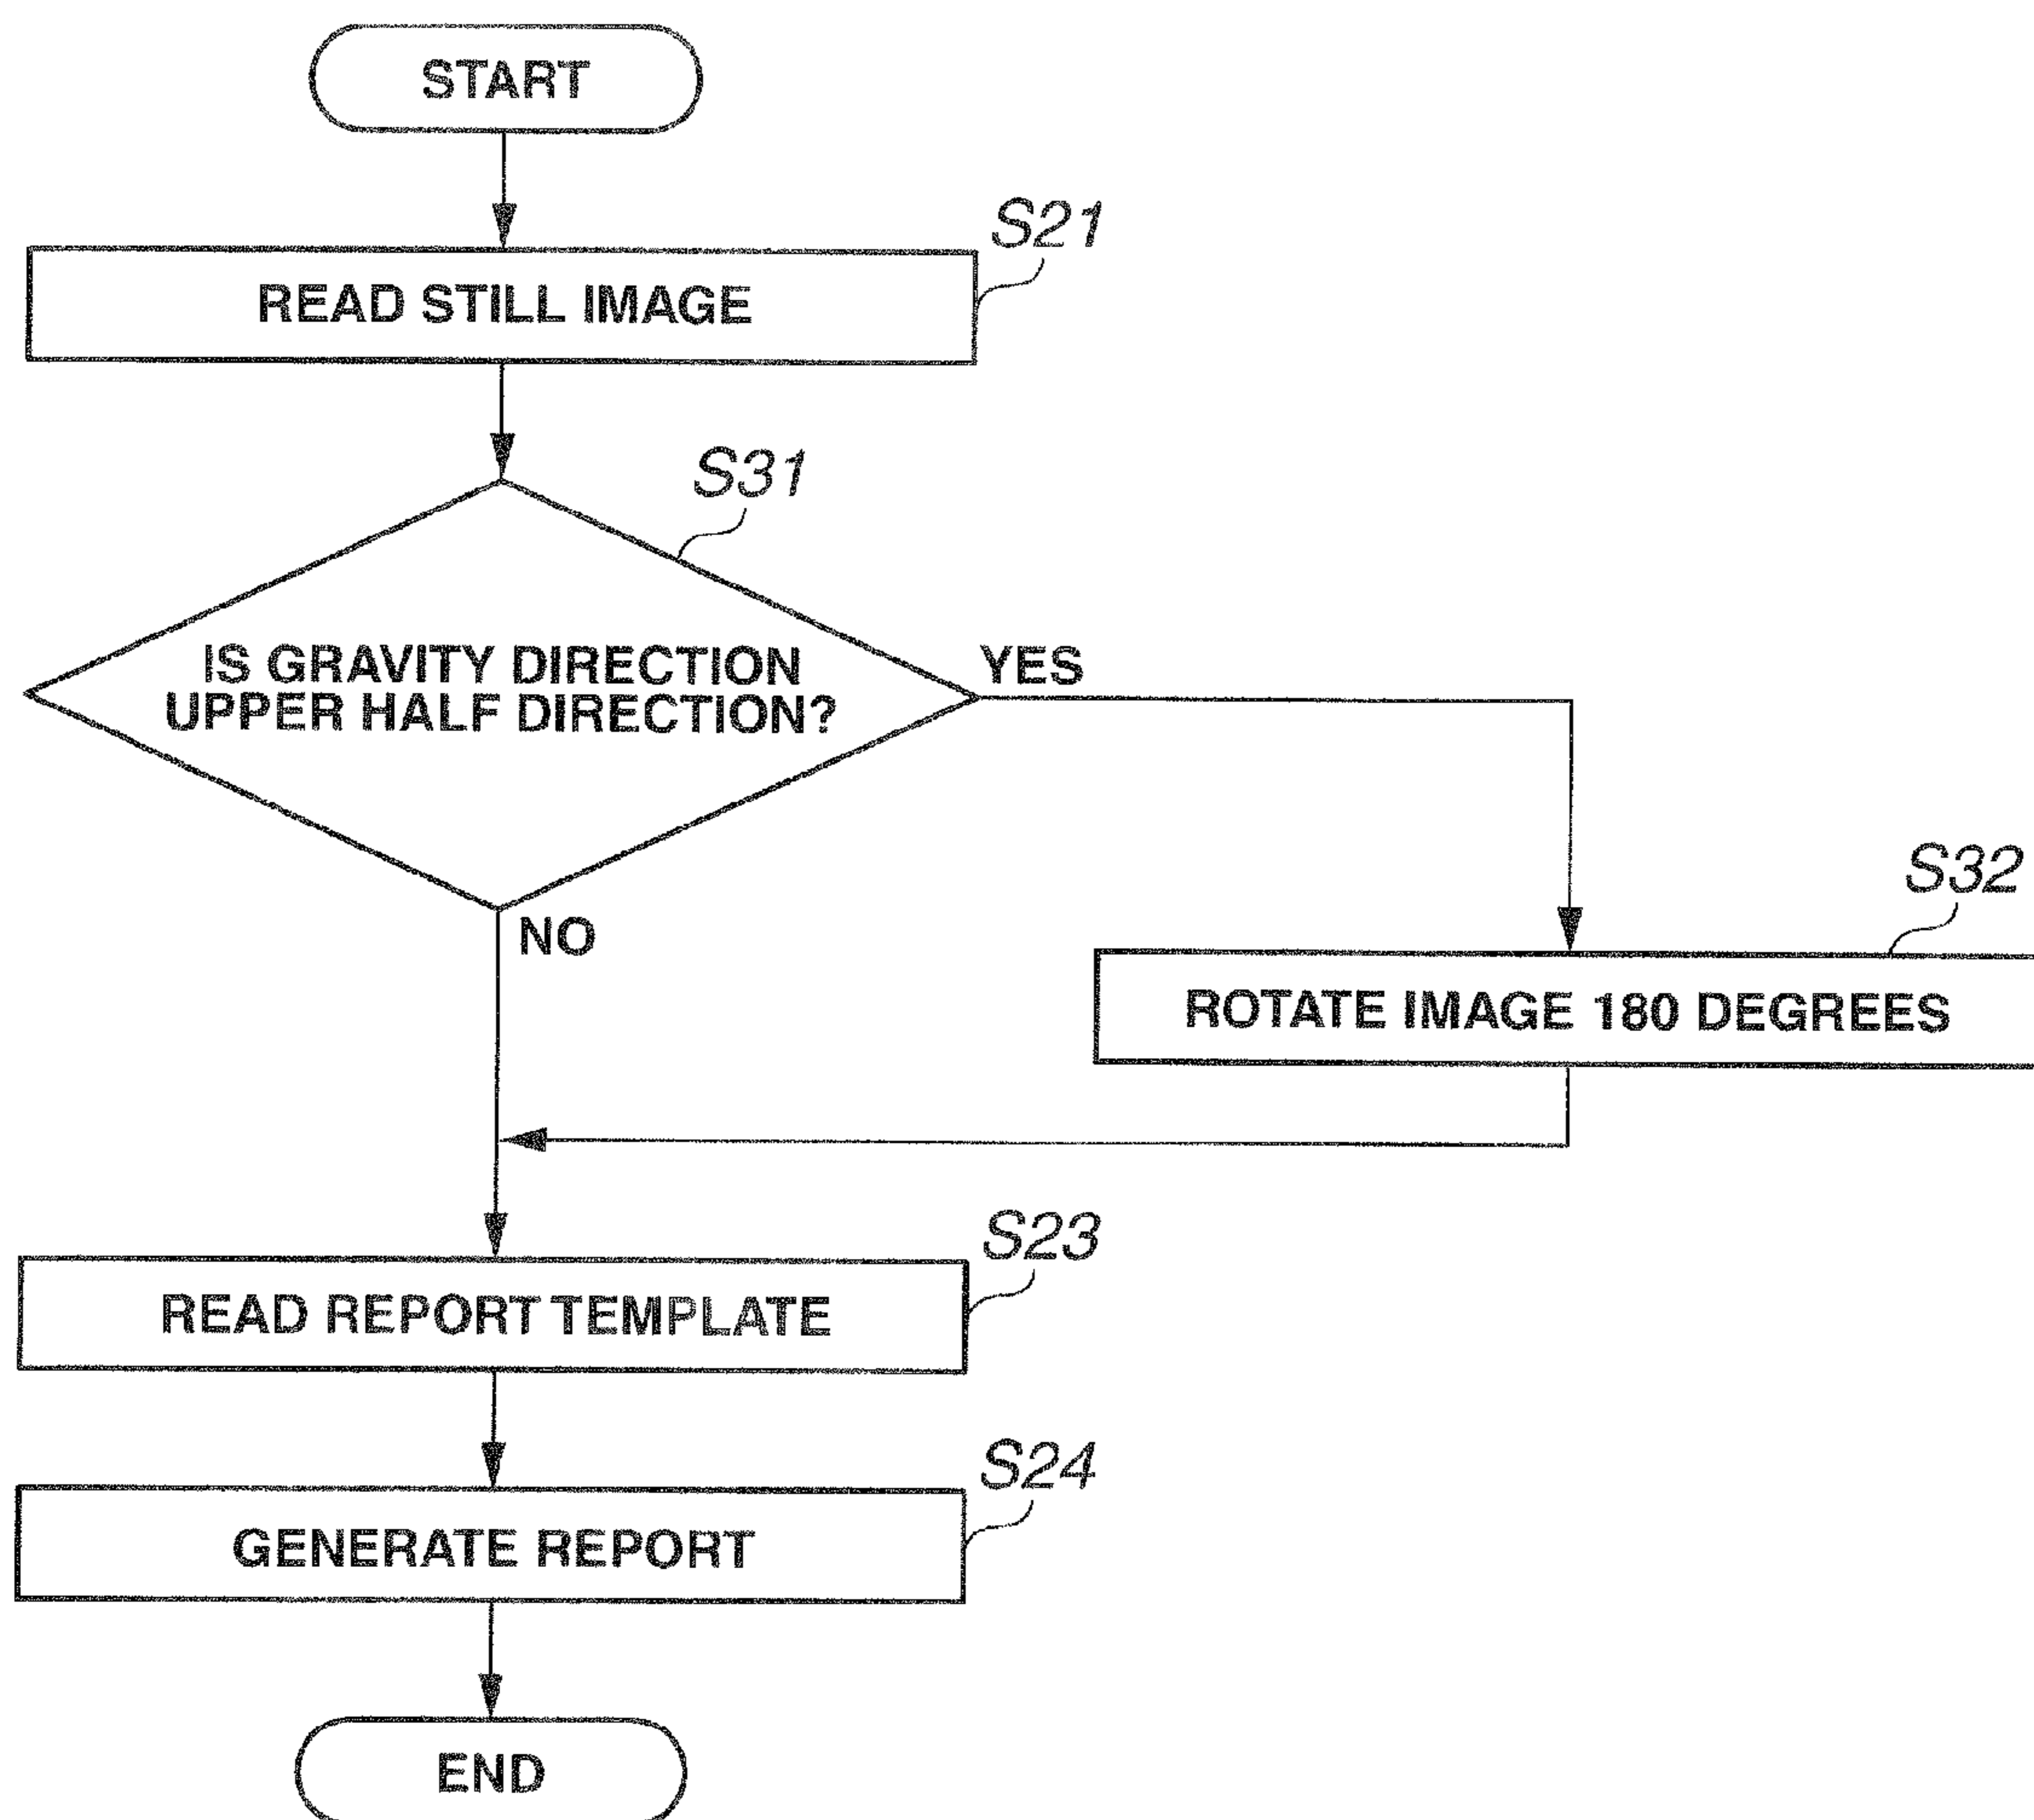 START
S21
READ STILL IMAGE
S31
IS GRAVITY DIRECTION
UPPER HALF DIRECTION?
YES
NO
S32
ROTATE IMAGE 180 DEGREES
S23
READ REPORT TEMPLATE
S24
GENERATE REPORT
END